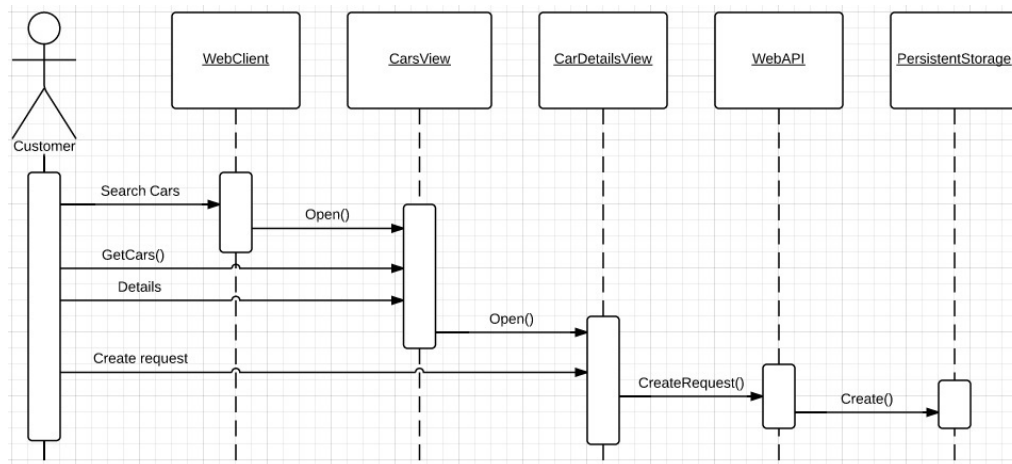 WebClient
CarsView
CarDetailsView
WebAPI
PersistentStorage
Customer
Search Cars
Open()
GetCars()
Details
Open()
Create request
CreateRequest()
Create()